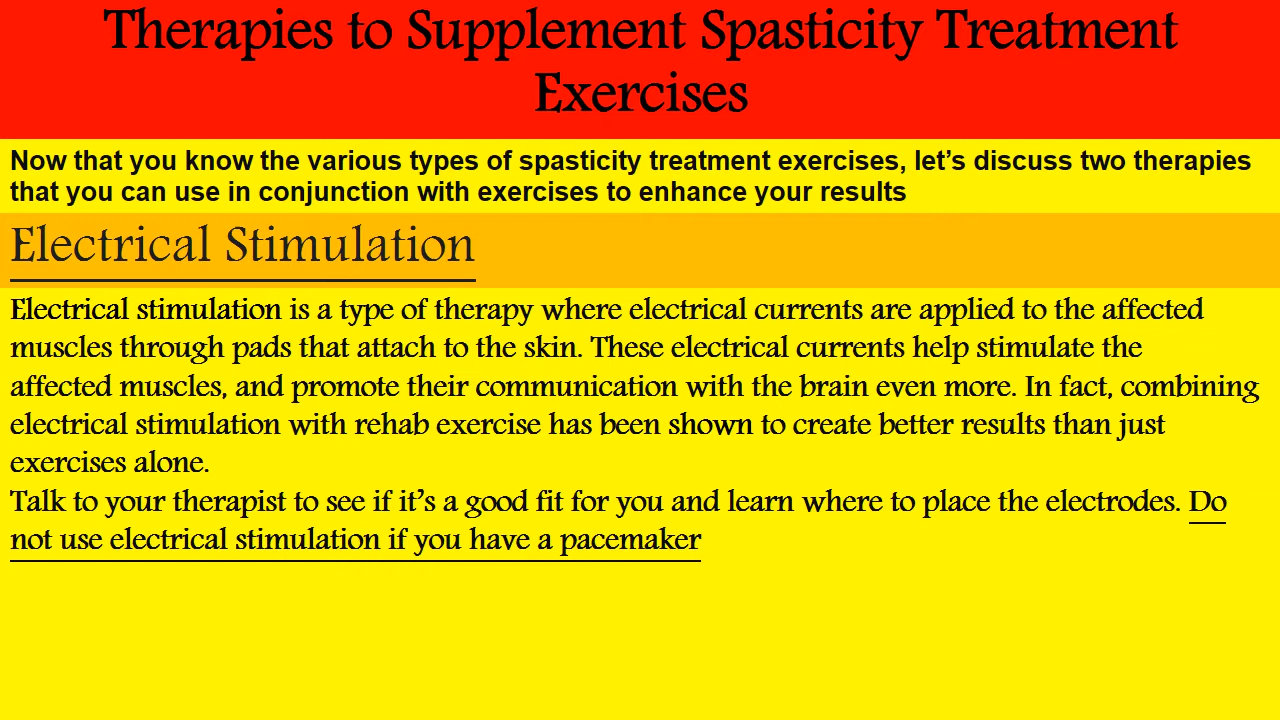 Therapies to Supplement Spasticity Treatment
Exercises
Now that you know the various types of spasticity treatment exercises, let’s discuss two therapies
that you can use in conjunction with exercises to enhance your results
Electrical Stimulation
Electrical stimulation is a type of therapy where electrical currents are applied to the affected
muscles through pads that attach to the skin. These electrical currents help stimulate the
affected muscles, and promote their communication with the brain even more. In fact, combining
electrical stimulation with rehab exercise has been shown to create better results than just
exercises alone.
Talk to your therapist to see if it’s a good fit for you and learn where to place the electrodes. Do
not use electrical stimulation if you have a pacemaker